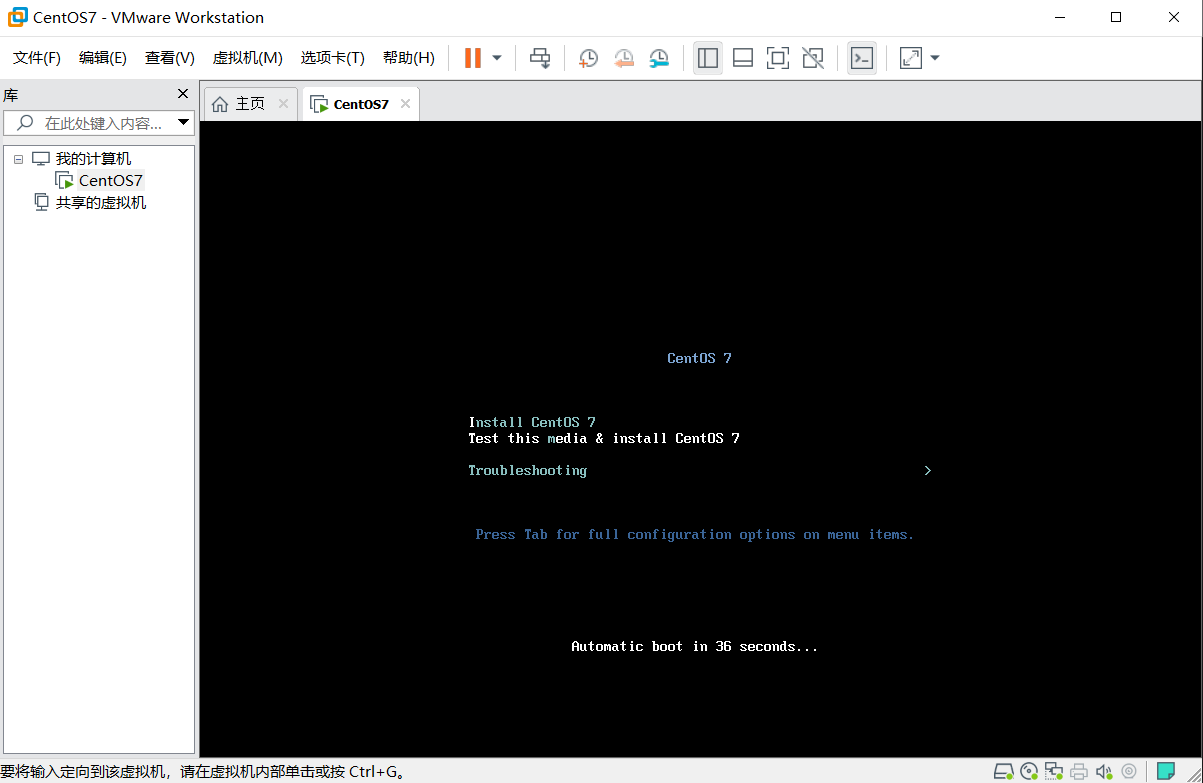 CentOS7 - VMware Workstation
文件(F) 编辑(E) 查看(V) 虚拟机(M) 选项卡(T) 帮助(H)
库
在此处键入内容...
我的计算机
CentOS7
共享的虚拟机
主页 CentOS7
CentOS 7
Install CentOS 7
Test this media & install CentOS 7
Troubleshooting >
Press Tab for full configuration options on menu items.
Automatic boot in 36 seconds...
要将输入定向到该虚拟机，请在虚拟机内部单击或按 Ctrl+G。